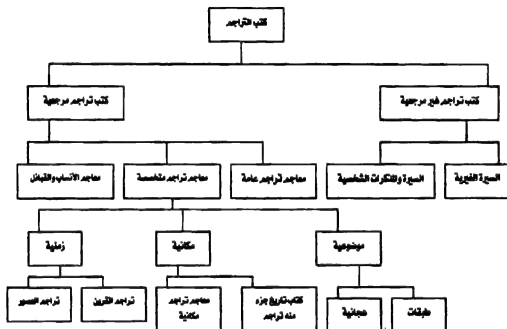 كتب التراجم
كتب تراجم غير مرجعية
كتب تراجم مرجعية
السيرة الغيرية
السيرة والمذكرات الشخصية
معاجم تراجم عامة
معاجم تراجم متخصصة
معاجم الأنساب والقبائل
موضوعية
مكانية
زمنية
طبقات
هجائية
كتاب تاريخ جزء
منه تراجم
معاجم تراجم
مكانية
تراجم القرون
تراجم العصور